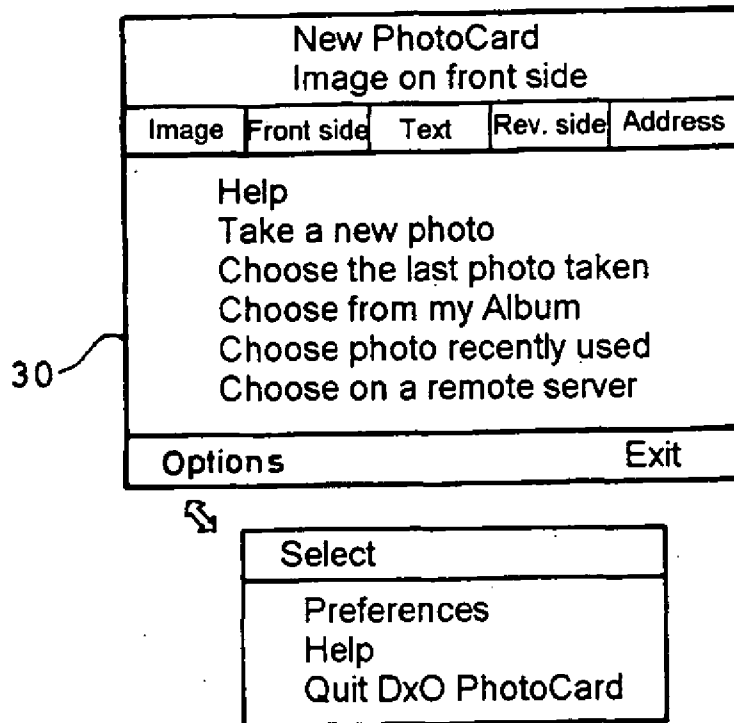 New PhotoCard
Image on front side
Image Front side Text Rev. side Address
Help
Take a new photo
Choose the last photo taken
Choose from my Album
Choose photo recently used
30
Choose on a remote server
Options Exit
Select
Preferences
Help
Quit DxO PhotoCard